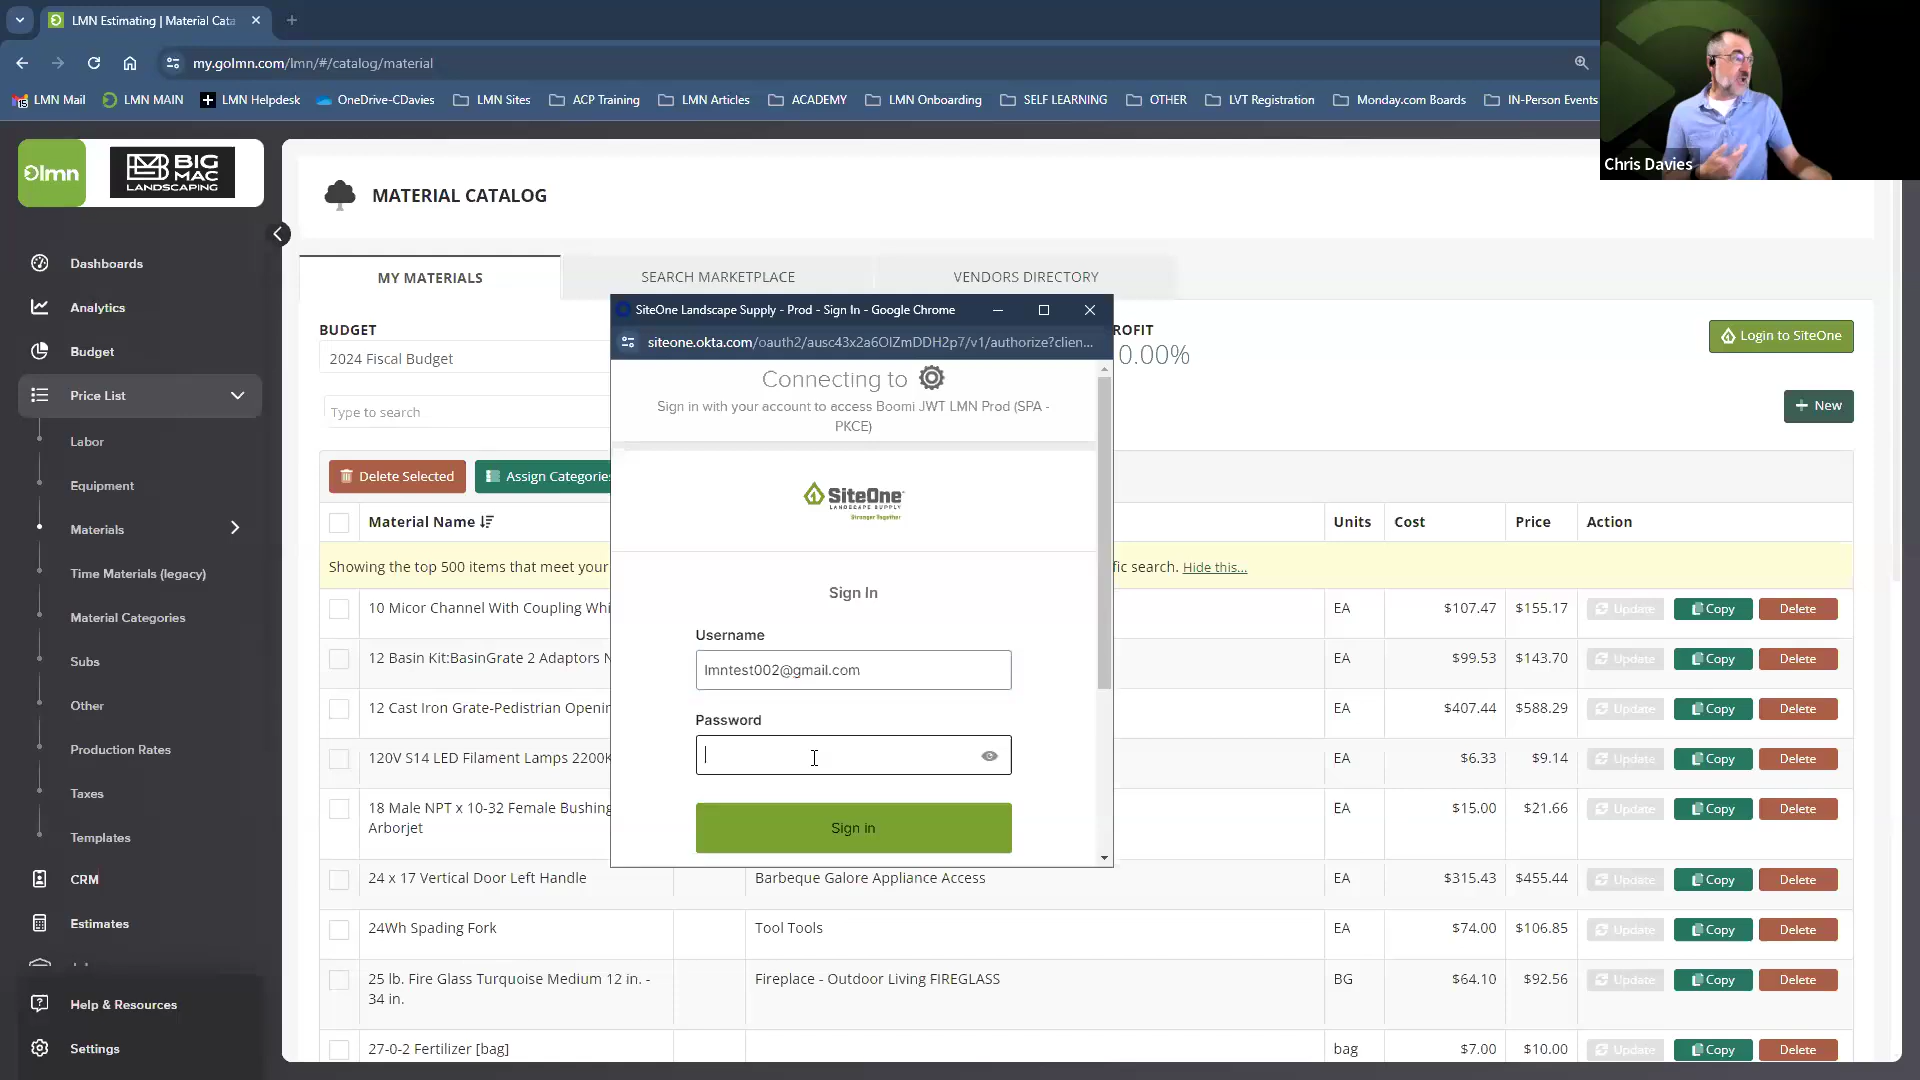 LMN Estimating | Material Cata
my.golmn.com/lmn/#/catalog/material
LMN Mail
LMN MAIN
LMN Helpdesk
OneDrive-CDavies
LMN Sites
ACP Training
LMN Articles
ACADEMY
LMN Onboarding
SELF LEARNING
OTHER
LVT Registration
Monday.com Boards
IN-Person Events
Chris Davies
lmn
BIG
MAC
LANDSCAPING
Dashboards
Analytics
Budget
Price List
Labor
Equipment
Materials
Time Materials (legacy)
Material Categories
Subs
Other
Production Rates
Taxes
Templates
CRM
Estimates
Help & Resources
Settings
MATERIAL CATALOG
MY MATERIALS
SEARCH MARKETPLACE
VENDORS DIRECTORY
BUDGET
2024 Fiscal Budget
ROFIT
0.00%
Login to SiteOne
Type to search
+ New
Delete Selected
Assign Categories
Material Name
Units
Cost
Price
Action
Showing the top 500 items that meet your
fic search. Hide this...
10 Micor Channel With Coupling Whi
EA
$107.47
$155.17
Update
Copy
Delete
12 Basin Kit:BasinGrate 2 Adaptors N
EA
$99.53
$143.70
Update
Copy
Delete
12 Cast Iron Grate-Pedistrian Openin
EA
$407.44
$588.29
Update
Copy
Delete
120V S14 LED Filament Lamps 2200K
EA
$6.33
$9.14
Update
Copy
Delete
18 Male NPT x 10-32 Female Bushing
Arborjet
EA
$15.00
$21.66
Update
Copy
Delete
24 x 17 Vertical Door Left Handle
Barbeque Galore Appliance Access
EA
$315.43
$455.44
Update
Copy
Delete
24Wh Spading Fork
Tool Tools
EA
$74.00
$106.85
Update
Copy
Delete
25 lb. Fire Glass Turquoise Medium 12 in. -
34 in.
Fireplace - Outdoor Living FIREGLASS
BG
$64.10
$92.56
Update
Copy
Delete
27-0-2 Fertilizer [bag]
bag
$7.00
$10.00
Update
Copy
Delete
SiteOne Landscape Supply - Prod - Sign In - Google Chrome
siteone.okta.com/oauth2/ausc43x2a6OlZmDDH2p7/v1/authorize?clien...
Connecting to
Sign in with your account to access Boomi JWT LMN Prod (SPA -
PKCE)
SiteOne
LANDSCAPE SUPPLY
Stronger Together
Sign In
Username
lmntest002@gmail.com
Password
Sign in